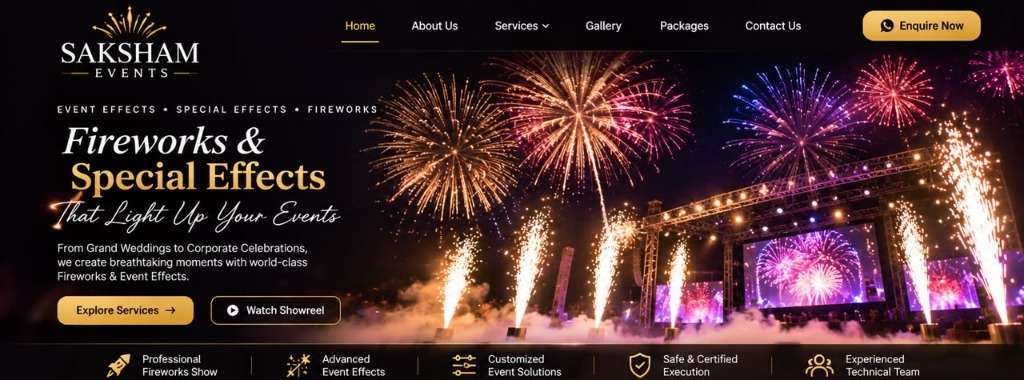 SAKSHAM
EVENTS
Home
About Us
Services
Gallery
Packages
Contact Us
Enquire Now
EVENT EFFECTS • SPECIAL EFFECTS • FIREWORKS
Fireworks &
Special Effects
That Light Up Your Events
From Grand Weddings to Corporate Celebrations,
we create breathtaking moments with world-class
Fireworks & Event Effects.
Explore Services →
Watch Showreel
Professional
Fireworks Show
Advanced
Event Effects
Customized
Event Solutions
Safe & Certified
Execution
Experienced
Technical Team